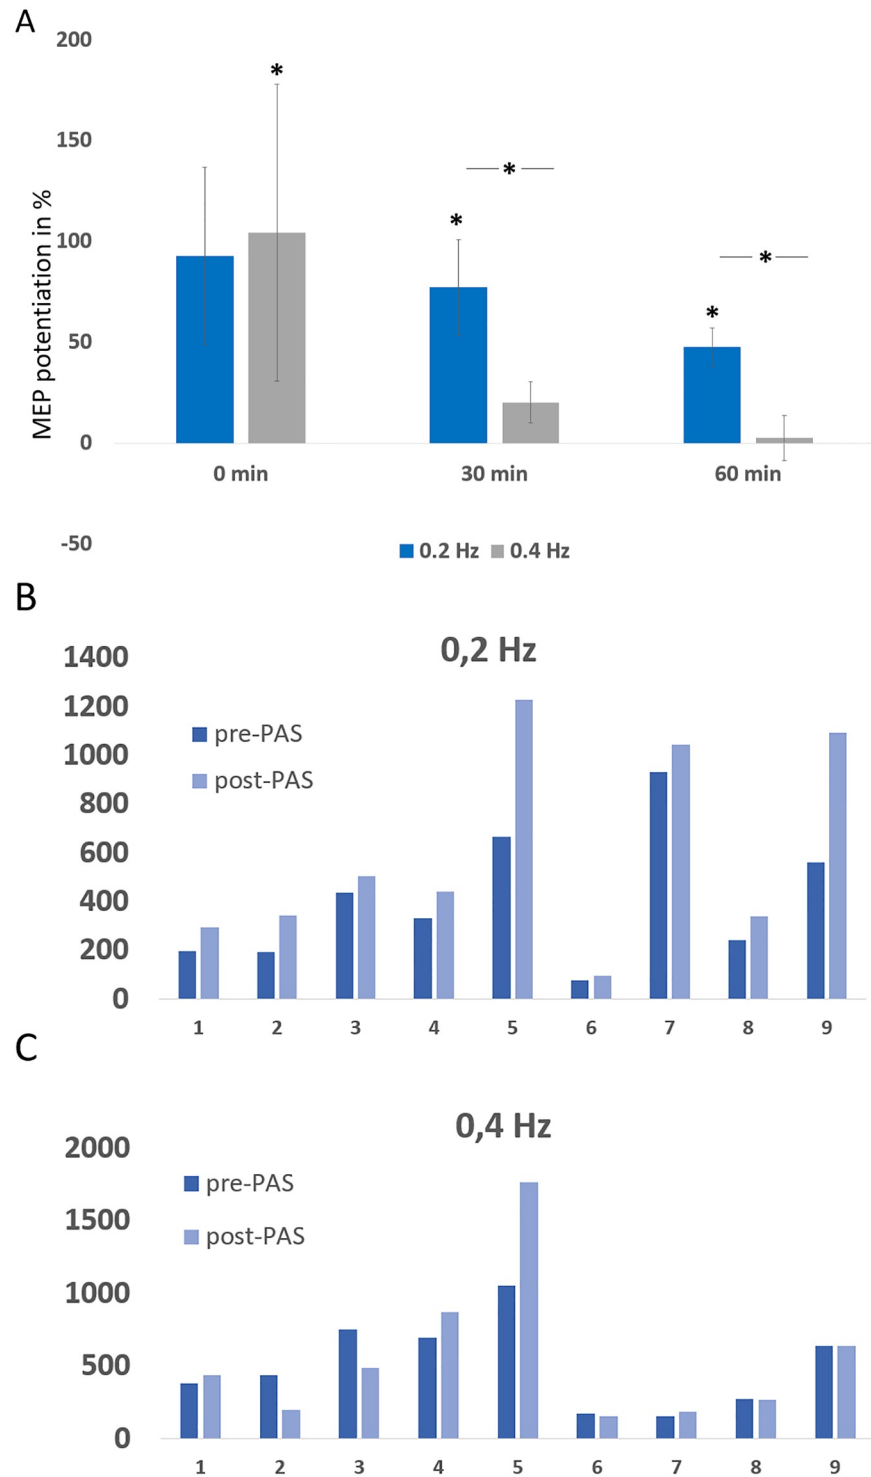 A
200
150
100
50
0
-50
MEP potentiation in %
*
*
*
*
*
0 min 30 min 60 min
0.2 Hz 0.4 Hz
B
0,2 Hz
1400
1200
1000
800
600
400
200
0
pre-PAS
post-PAS
1 2 3 4 5 6 7 8 9
C
0,4 Hz
2000
1500
1000
500
0
pre-PAS
post-PAS
1 2 3 4 5 6 7 8 9